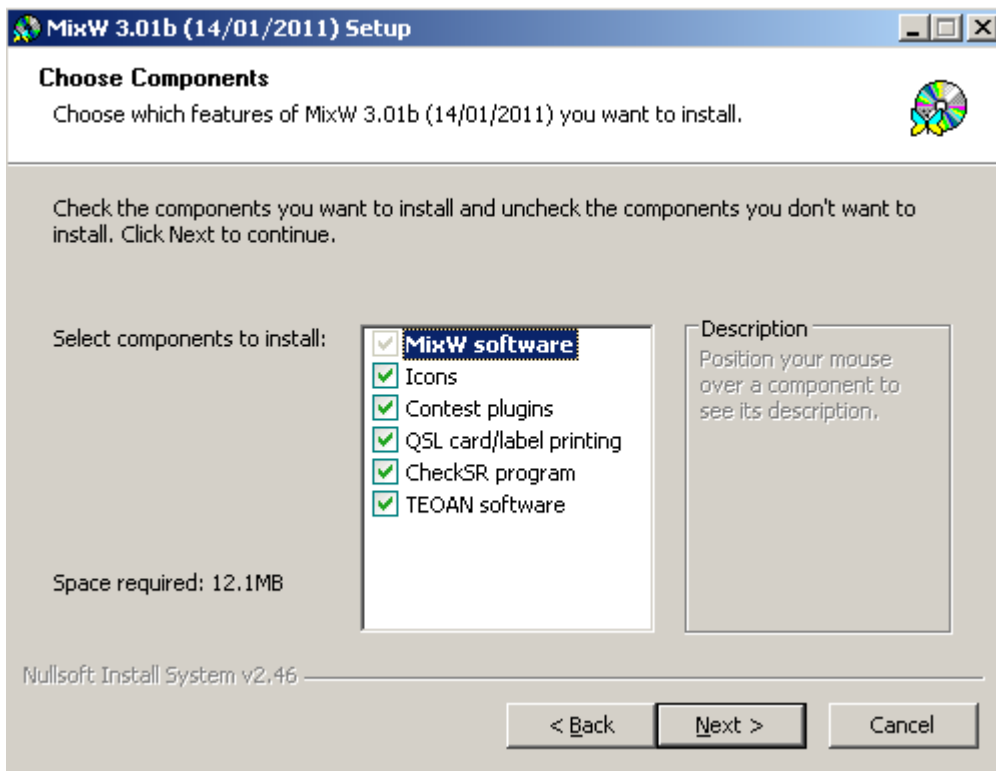 MixW 3.01b (14/01/2011) Setup
Choose Components
Choose which features of MixW 3.01b (14/01/2011) you want to install.
Check the components you want to install and uncheck the components you don't want to
install. Click Next to continue.
Select components to install:
MixW software
Icons
Contest plugins
QSL card/label printing
CheckSR program
TEOAN software
Description
Position your mouse
over a component to
see its description.
Space required: 12.1MB
Nullsoft Install System v2.46
< Back
Next >
Cancel